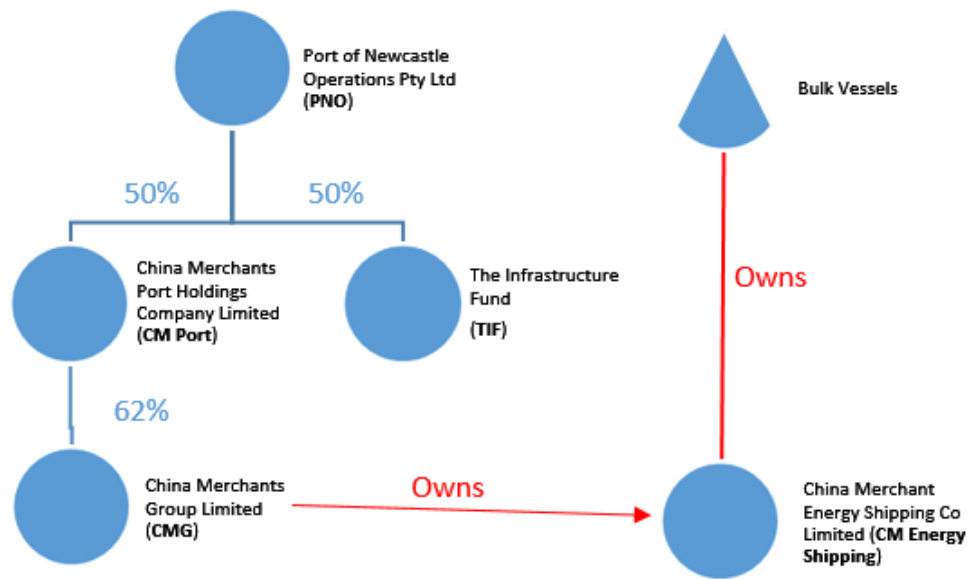 Port of Newcastle
Operations Pty Ltd
(PNO)
Bulk Vessels
50%
50%
China Merchants
Port Holdings
Company Limited
(CM Port)
The Infrastructure
Fund
(TIF)
Owns
62%
China Merchants
Group Limited
(CMG)
Owns
China Merchant
Energy Shipping Co
Limited (CM Energy
Shipping)